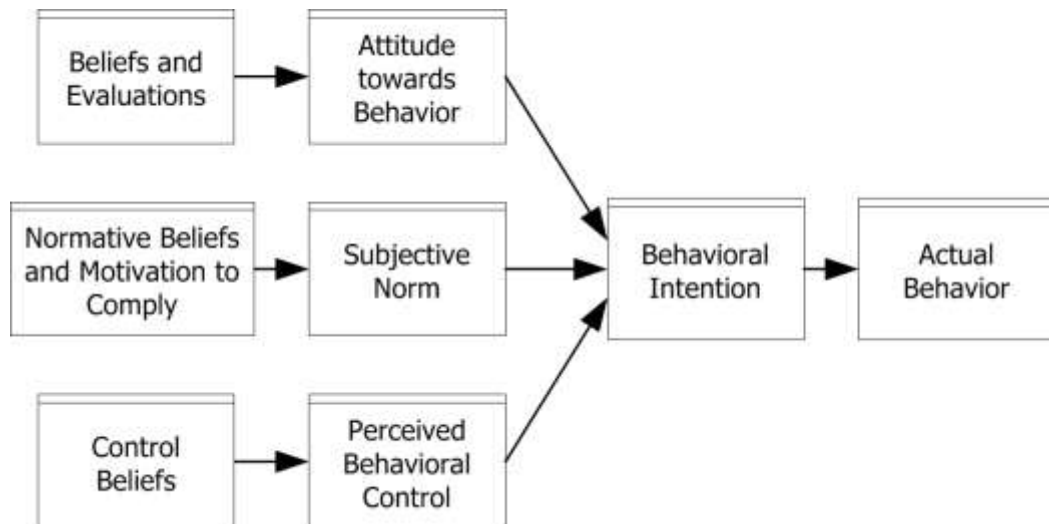 Beliefs and
Evaluations
Attitude
towards
Behavior
Normative Beliefs
and Motivation to
Comply
Subjective
Norm
Behavioral
Intention
Actual
Behavior
Control
Beliefs
Perceived
Behavioral
Control